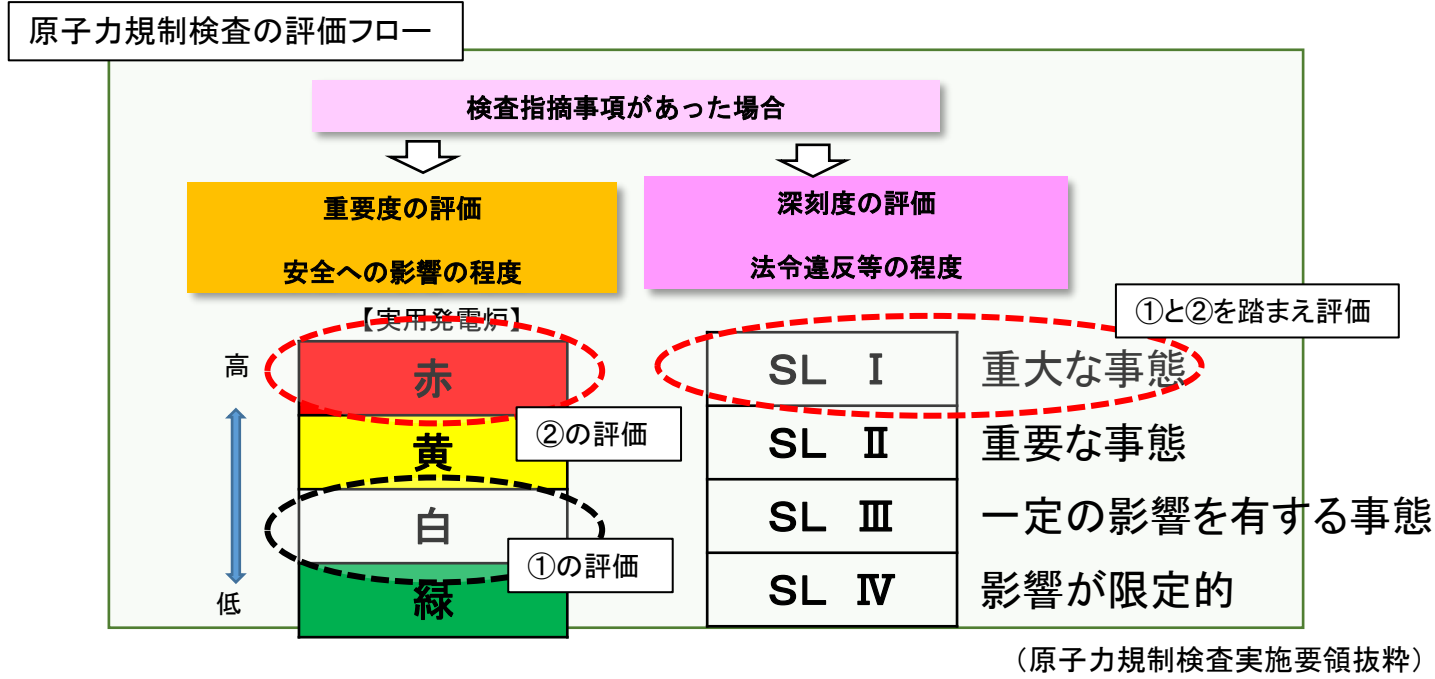 原子力規制検査の評価フロー
検査指摘事項があった場合
重要度の評価
安全への影響の程度
深刻度の評価
法令違反等の程度
①と②を踏まえ評価
【実用発電炉】
高
低
赤
黄
白
緑
②の評価
①の評価
SL Ⅰ 重大な事態
SL Ⅱ 重要な事態
SL Ⅲ 一定の影響を有する事態
SL Ⅳ 影響が限定的
（原子力規制検査実施要領抜粋）